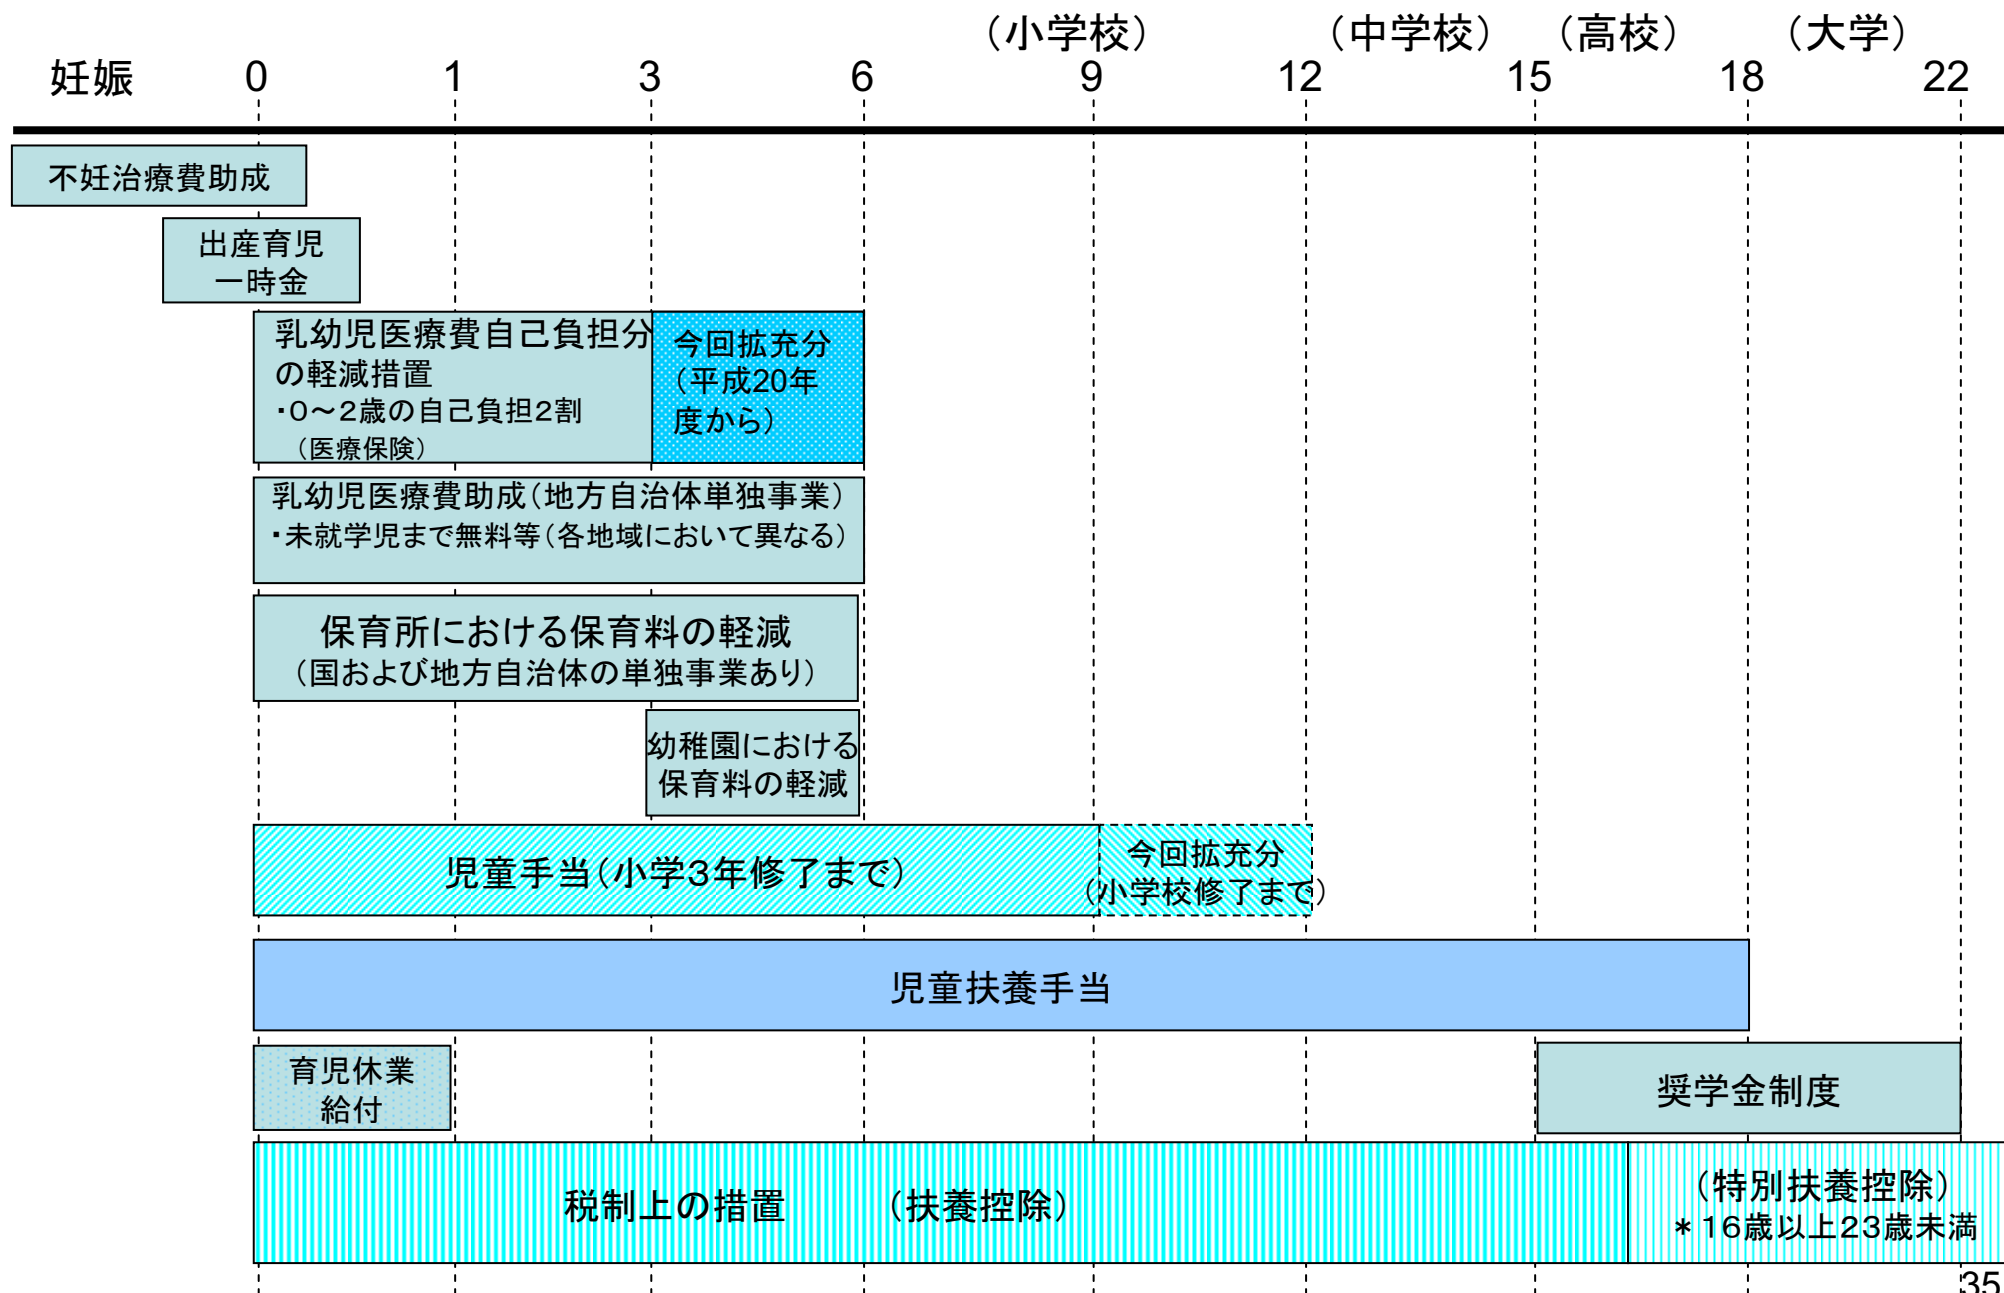 （小学校）　（中学校）　（高校）　（大学）
妊娠　0　1　3　6　9　12　15　18　22
不妊治療費助成
出産育児
一時金
乳幼児医療費自己負担分
の軽減措置
・０～２歳の自己負担２割
（医療保険）
今回拡充分
（平成20年
度から）
乳幼児医療費助成（地方自治体単独事業）
・未就学児まで無料等（各地域において異なる）
保育所における保育料の軽減
（国および地方自治体の単独事業あり）
幼稚園における
保育料の軽減
児童手当（小学３年修了まで）
今回拡充分
（小学校修了まで）
児童扶養手当
育児休業
給付
奨学金制度
税制上の措置　　（扶養控除）
（特別扶養控除）
＊１６歳以上２３歳未満
35